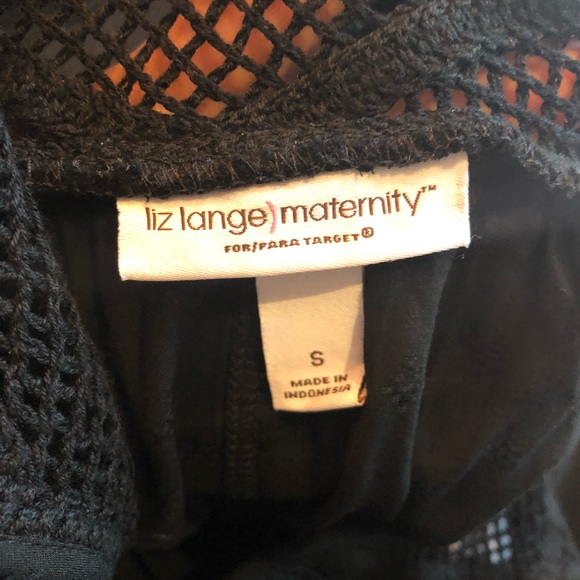 liz lange) maternity™
FOR/PARA TARGET®
S
MADE IN
INDONESIA